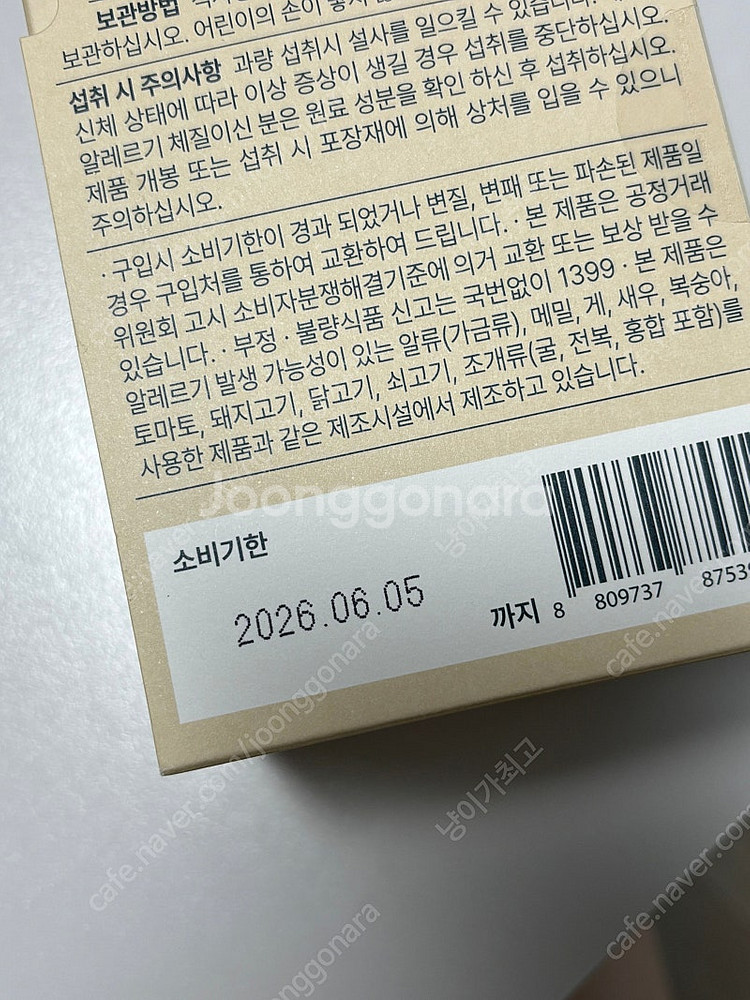 보관방법
보관하십시오. 어린이의 손이 닿지 않
섭취 시 주의사항 과량 섭취시 설사를 일으킬 수 있습니다.
신체 상태에 따라 이상 증상이 생길 경우 섭취를 중단하십시오.
알레르기 체질이신 분은 원료 성분을 확인 하신 후 섭취하십시오.
제품 개봉 또는 섭취 시 포장재에 의해 상처를 입을 수 있으니
주의하십시오.
· 구입시 소비기한이 경과 되었거나 변질, 변패 또는 파손된 제품일
경우 구입처를 통하여 교환하여 드립니다. · 본 제품은 공정거래
위원회 고시 소비자분쟁해결기준에 의거 교환 또는 보상 받을 수
있습니다. · 부정 · 불량식품 신고는 국번없이 1399 · 본 제품은
알레르기 발생 가능성이 있는 알류(가금류), 메밀, 게, 새우, 복숭아,
토마토, 돼지고기, 닭고기, 쇠고기, 조개류(굴, 전복, 홍합 포함)를
사용한 제품과 같은 제조시설에서 제조하고 있습니다.
Joonggonara
소비기한
2026.06.05
까지
8 809737 8753
cafe.naver.com/joonggonara
낭이가최고
cafe.naver
낭이가최고
cafe.naver.com
joonggonara